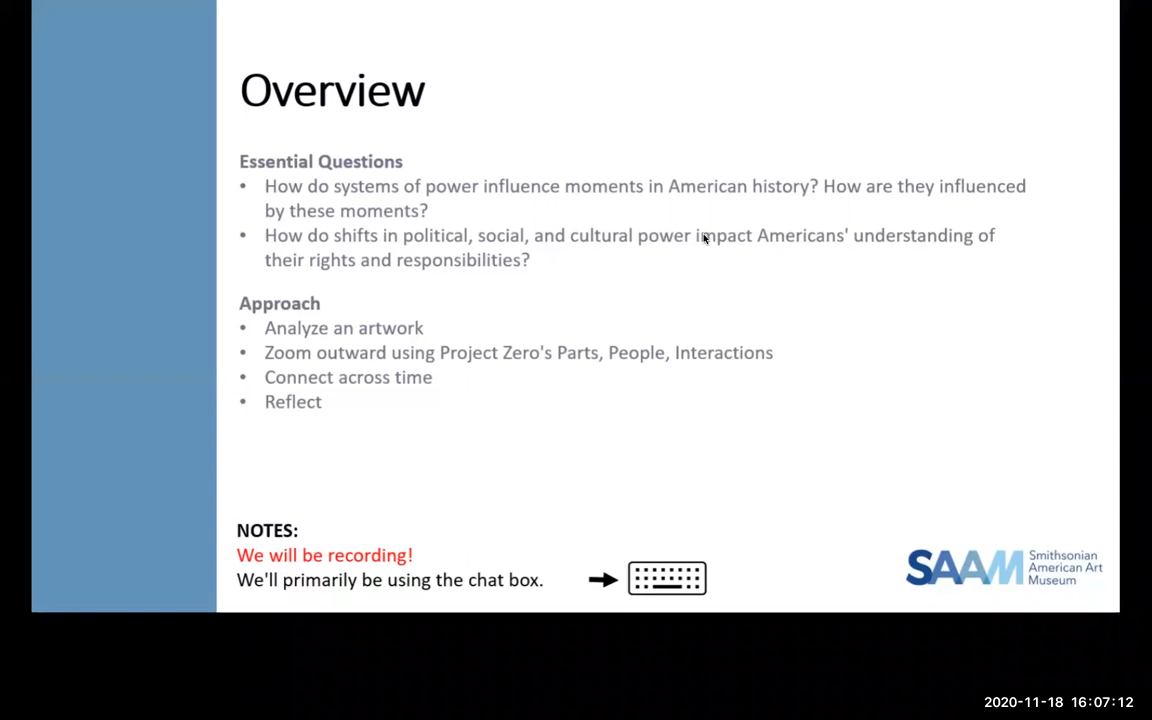 Overview
Essential Questions
• How do systems of power influence moments in American history? How are they influenced
by these moments?
• How do shifts in political, social, and cultural power impact Americans' understanding of
their rights and responsibilities?
Approach
• Analyze an artwork
• Zoom outward using Project Zero's Parts, People, Interactions
• Connect across time
• Reflect
NOTES:
We will be recording!
We'll primarily be using the chat box.
SAAM
Smithsonian
American Art
Museum
2020-11-18 16:07:12